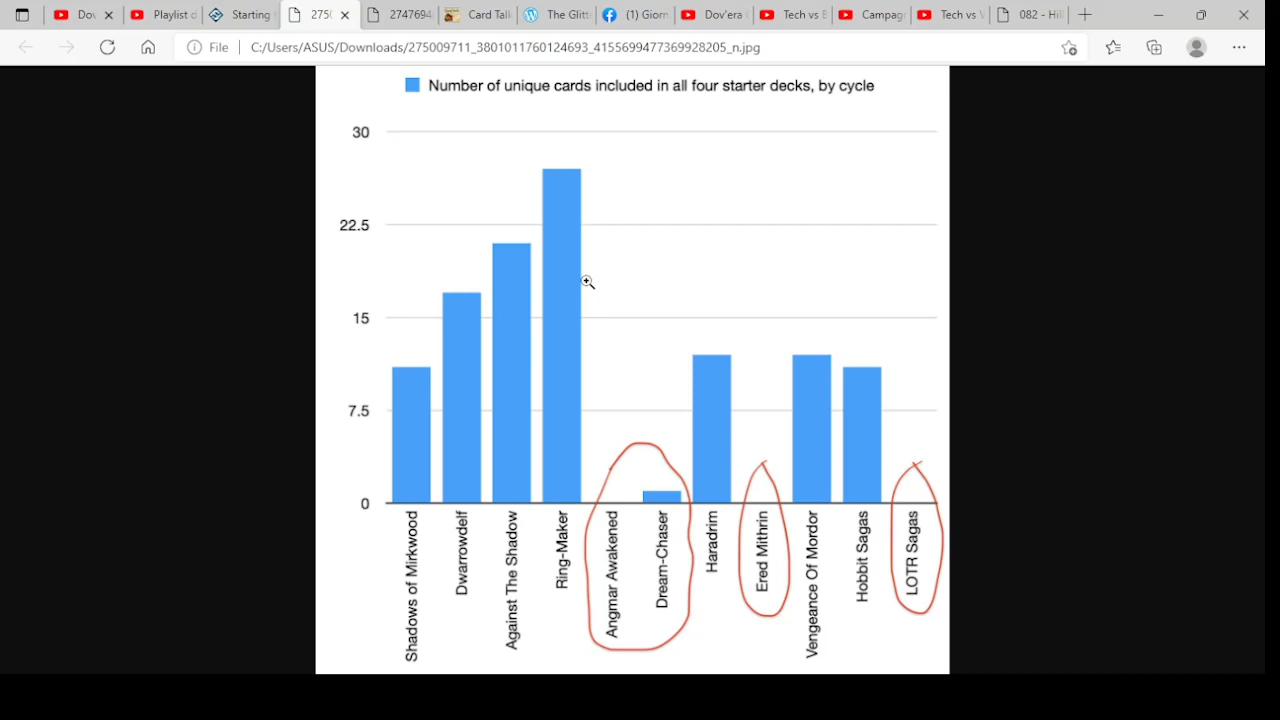 Dov
Playlist d
Starting
275(
2747694
Card Talk
The Glitt
(1) Giorn
Dov'era
Tech vs
Campag
Tech vs
082 - Hil
File
C:/Users/ASUS/Downloads/275009711_3801011760124693_4155699477369928205_n.jpg
Number of unique cards included in all four starter decks, by cycle
30
22.5
15
7.5
0
Shadows of Mirkwood
Dwarrowdelf
Against The Shadow
Ring-Maker
Angmar Awakened
Dream-Chaser
Haradrim
Ered Mithrin
Vengeance Of Mordor
Hobbit Sagas
LOTR Sagas